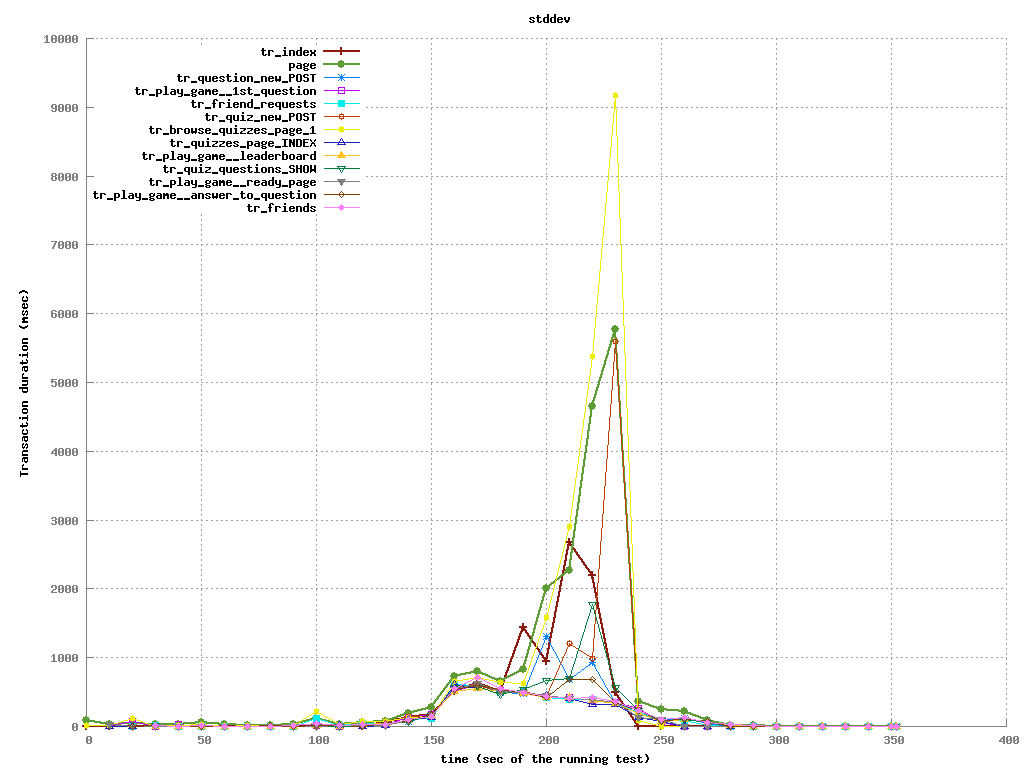 stddev
10000
9000
8000
7000
6000
5000
4000
3000
2000
1000
0
Transaction duration (msec)
tr_index
page
tr_question_new_POST
tr_play_game__1st_question
tr_friend_requests
tr_quiz_new_POST
tr_browse_quizzes_page_1
tr_quizzes_page_INDEX
tr_play_game__leaderboard
tr_quiz_questions_SHOW
tr_play_game__ready_page
tr_play_game__answer_to_question
tr_friends
0 50 100 150 200 250 300 350 400
time (sec of the running test)